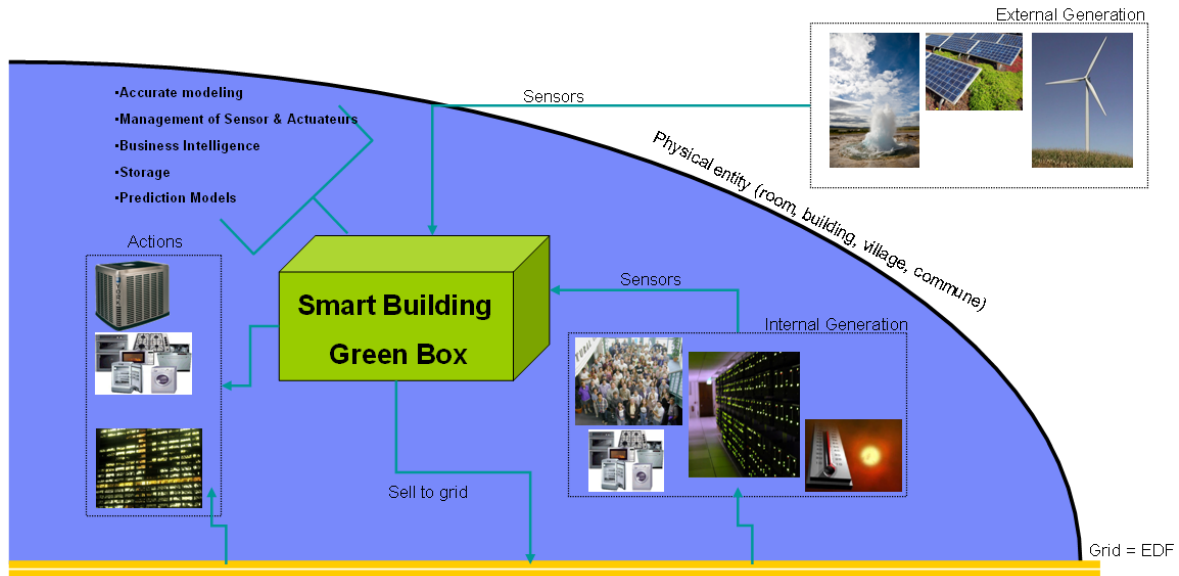 External Generation
Sensors
▪Accurate modeling
▪Management of Sensor & Actuateurs
▪Business Intelligence
▪Storage
▪Prediction Models
Physical entity (room, building, village, commune)
Actions
Smart Building
Green Box
Sensors
Internal Generation
Sell to grid
Grid = EDF